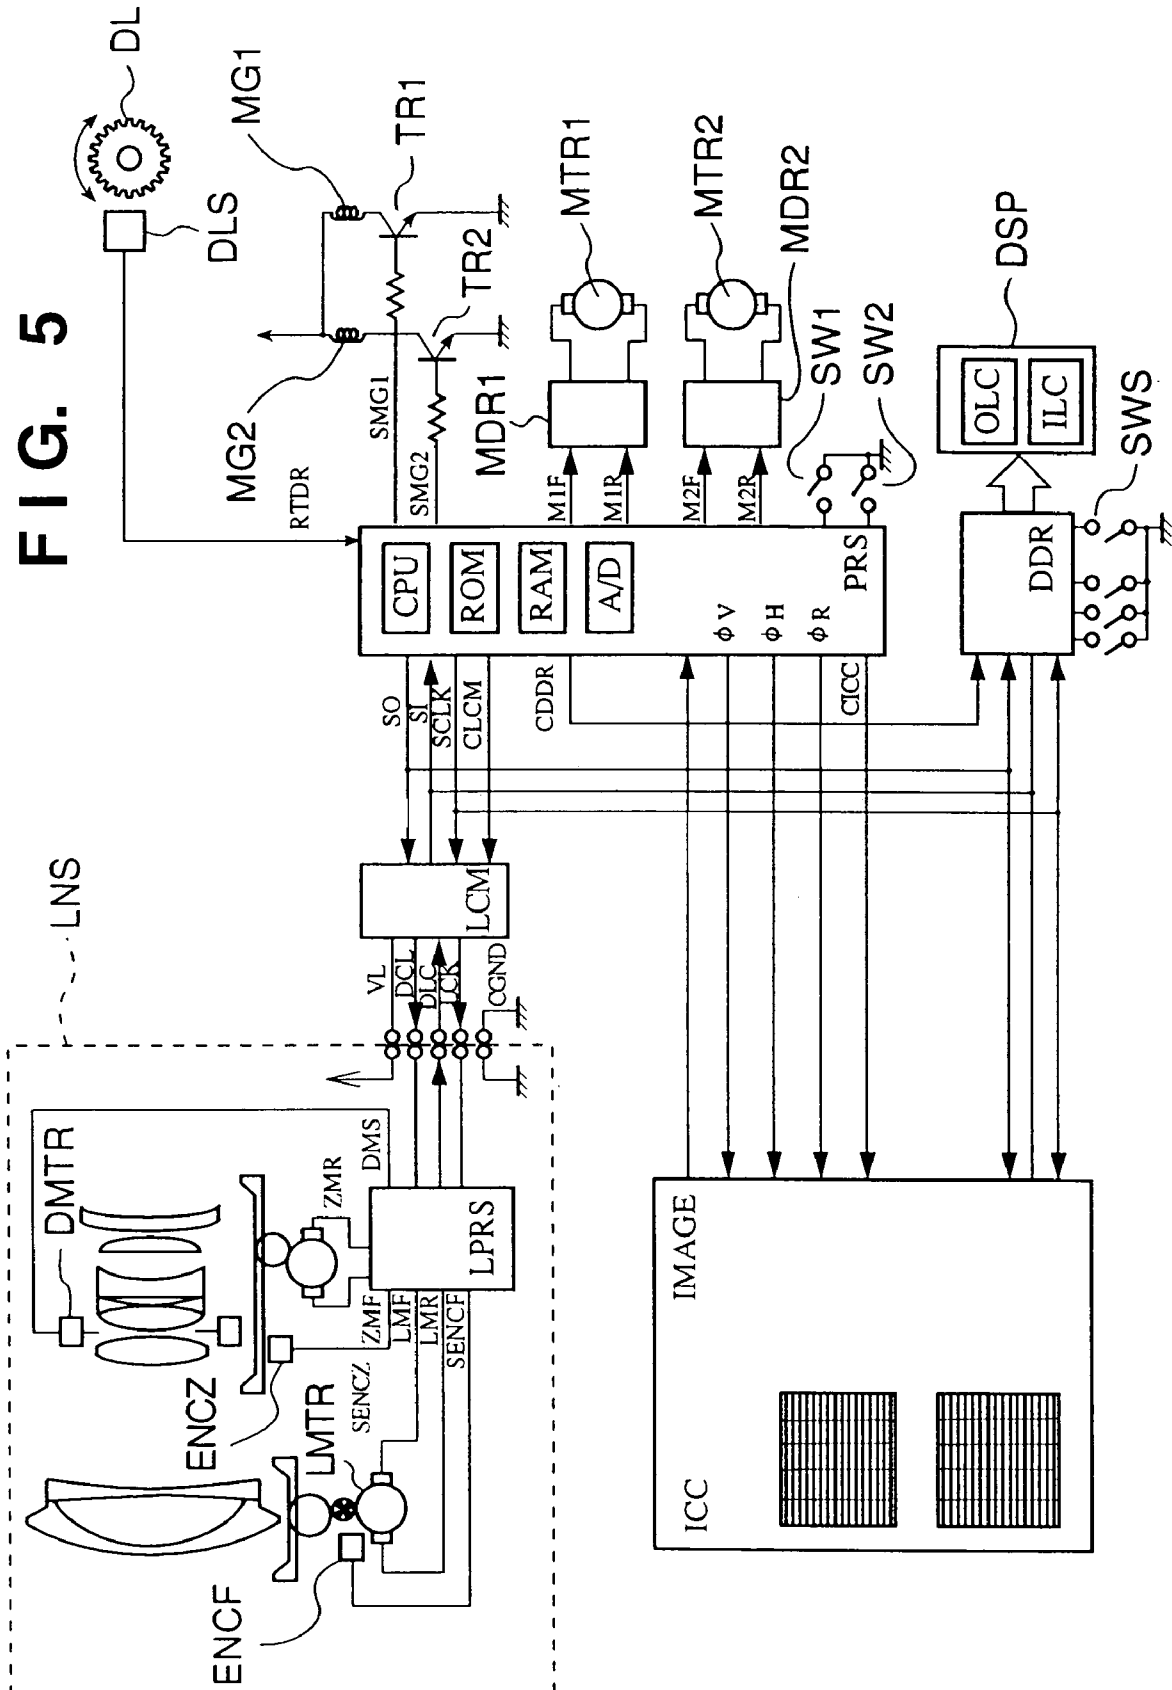 FIG. 5
LNS
DL
DLS
MG1
TR1
MG2
TR2
RTDR
SMG1
SMG2
MDR1
MTR1
MTR2
MDR2
M1F
M1R
M2F
M2R
SW1
SW2
DSP
OLC
ILC
SWS
DDR
CPU
ROM
RAM
A/D
PRS
φV
φH
φR
SO
SI
SCLK
CLCM
CDDR
CICC
LCM
VL
DCL
DLC
LCK
CGND
DMTR
DMS
ZMR
LPRS
ZMF
LMF
LMR
SENCF
SENCZ
ENCZ
LMTR
ENCF
IMAGE
ICC